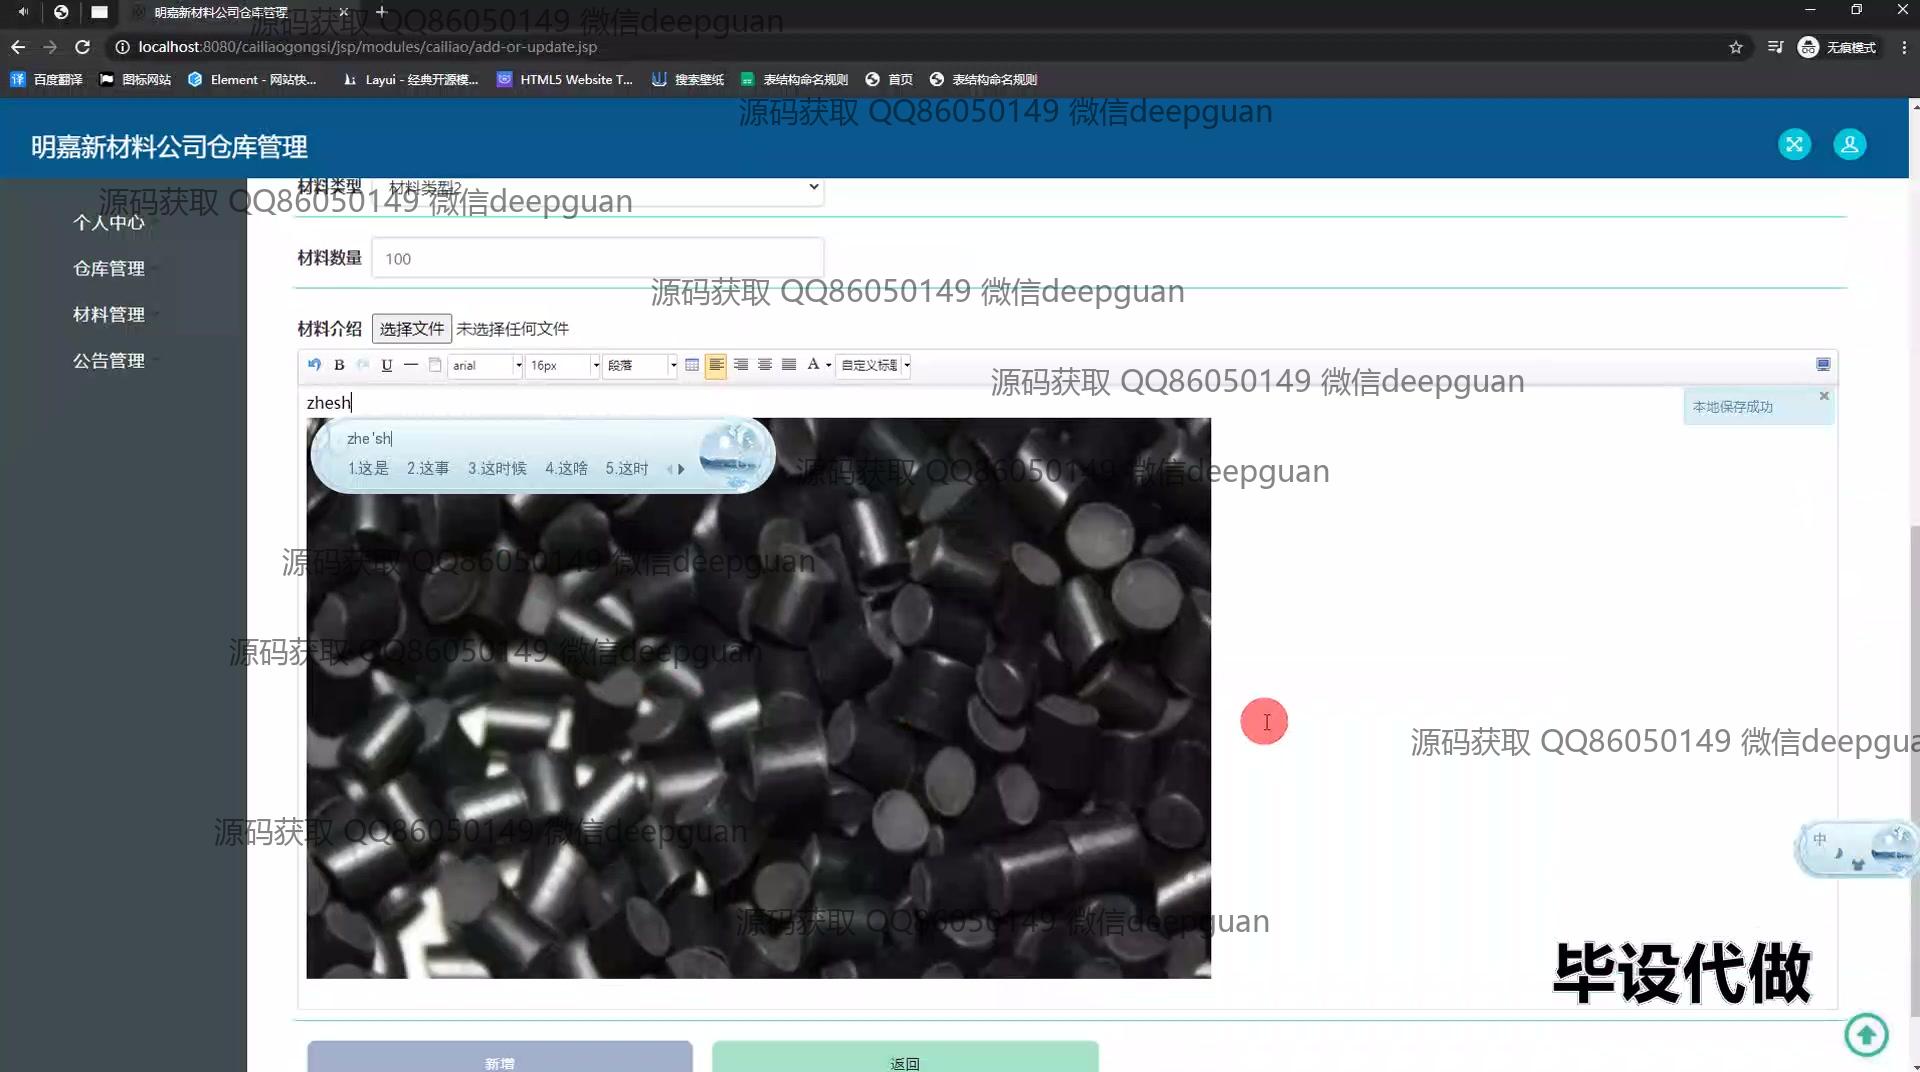 明嘉新材料公司仓库管理
localhost:8080/cailiaogongsi/jsp/modules/cailiao/add-or-update.jsp
无痕模式
百度翻译
图标网站
Element - 网站快...
Layui - 经典开源模...
HTML5 Website T...
搜索壁纸
表结构命名规则
首页
表结构命名规则
源码获取 QQ86050149 微信deepguan
源码获取 QQ86050149 微信deepguan
明嘉新材料公司仓库管理
材料类型 材料类型2
源码获取 QQ86050149 微信deepguan
个人中心
仓库管理
材料管理
公告管理
材料数量 100
源码获取 QQ86050149 微信deepguan
材料介绍 选择文件 未选择任何文件
B U arial 16px 段落 A 自定义标题
源码获取 QQ86050149 微信deepguan
zhesh
本地保存成功
zhe'sh
1.这是 2.这事 3.这时候 4.这啥 5.这时
源码获取 QQ86050149 微信deepguan
源码获取 QQ86050149 微信deepguan
源码获取 QQ86050149 微信deepguan
源码获取 QQ86050149 微信deepgua
源码获取 QQ86050149 微信deepguan
中
源码获取 QQ86050149 微信deepguan
毕设代做
新增
返回